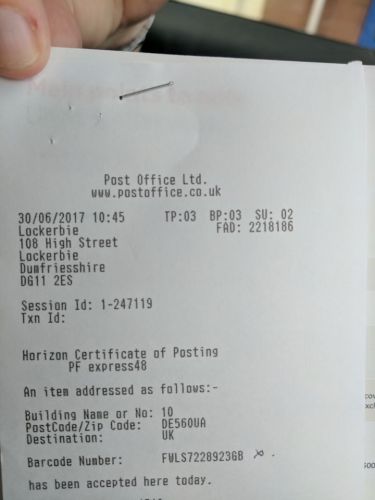 Post Office Ltd.
www.postoffice.co.uk
30/06/2017 10:45 TP:03 BP:03 SU: 02
Lockerbie FAD: 2218186
108 High Street
Lockerbie
Dumfriesshire
DG11 2ES
Session Id: 1-247119
Txn Id:
Horizon Certificate of Posting
PF express48
An item addressed as follows:-
Building Name or No: 10
PostCode/Zip Code: DE560UA
Destination: UK
Barcode Number: FWLS7228923GB
has been accepted here today.